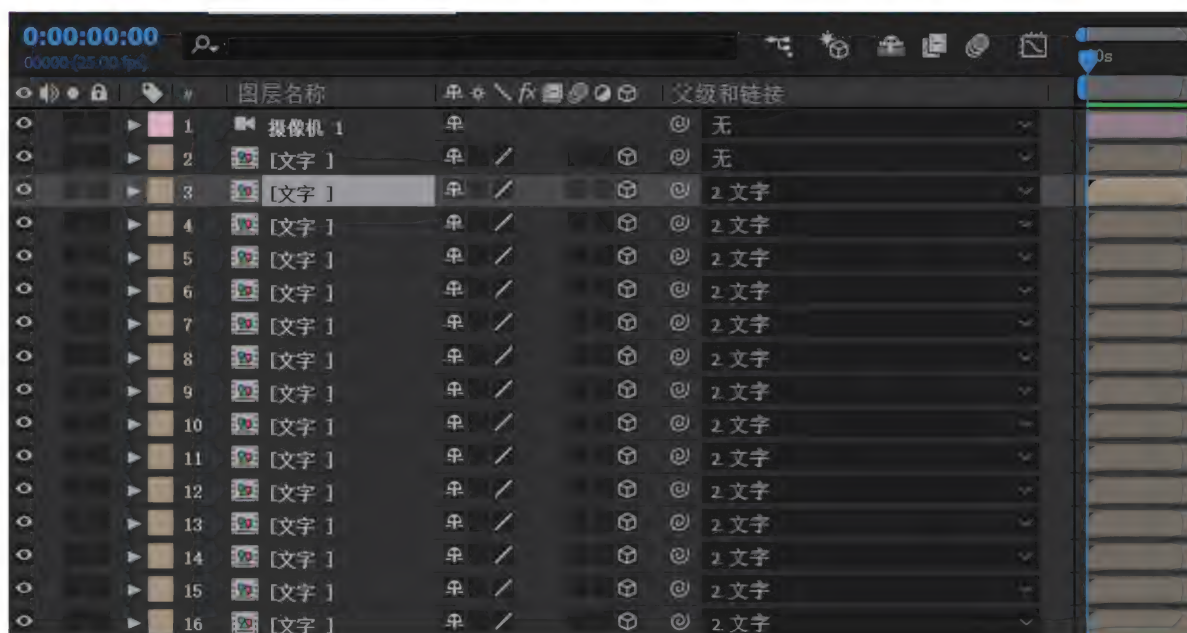 0:00:00:00
00000 (25.00 fps)
00s
# 图层名称 fx 父级和链接
1 摄像机 1 无
2 [文字 ] 无
3 [文字 ] 2.文字
4 [文字 ] 2.文字
5 [文字 ] 2.文字
6 [文字 ] 2.文字
7 [文字 ] 2.文字
8 [文字 ] 2.文字
9 [文字 ] 2.文字
10 [文字 ] 2.文字
11 [文字 ] 2.文字
12 [文字 ] 2.文字
13 [文字 ] 2.文字
14 [文字 ] 2.文字
15 [文字 ] 2.文字
16 [文字 ] 2.文字